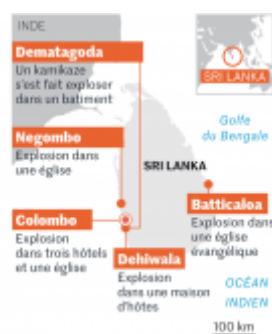 INDE
Dematagoda
Un kamikaze
s'est fait exploser
dans un batiment
SRI LANKA
Golfe
du Bengale
Negombo
Explosion dans
une église
SRI LANKA
Batticaloa
Explosion dans
une église
évangélique
Colombo
Explosion
dans trois hôtels
et une église
Dehiwala
Explosion
dans une maison
d'hôtes
OCÉAN
INDIEN
100 km